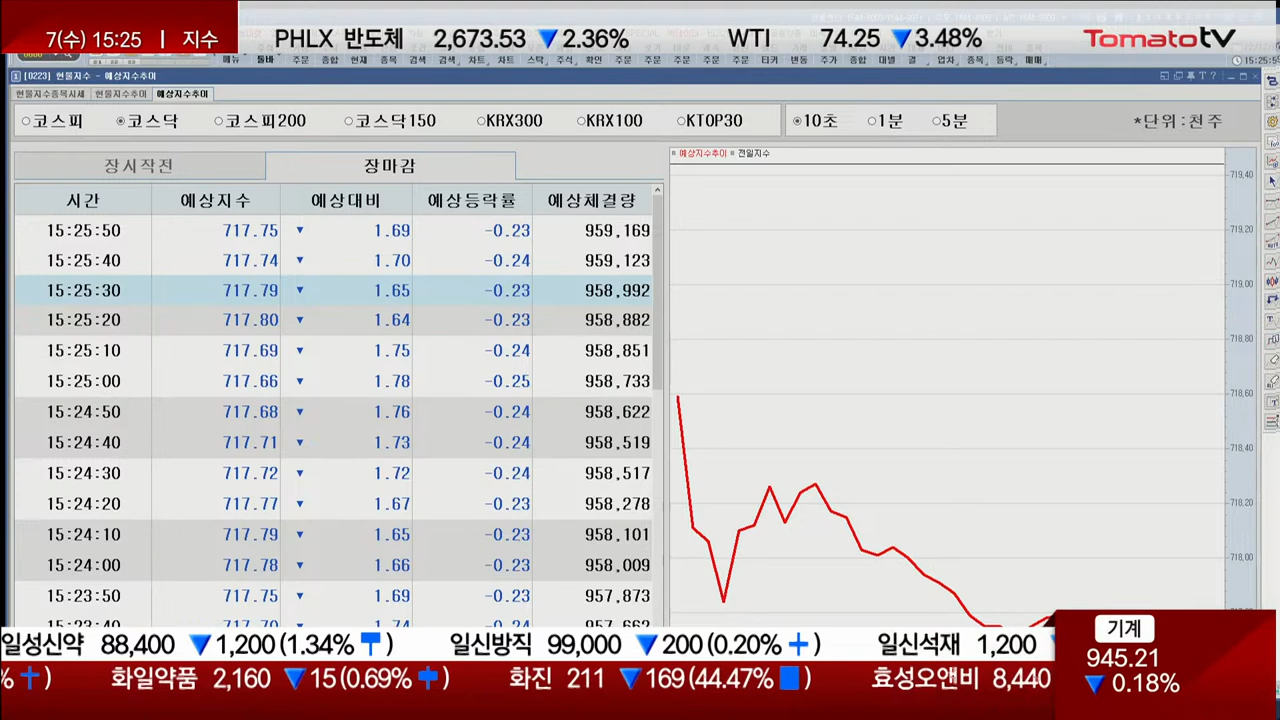 7(수) 15:25 | 지수 PHLX 반도체 2,673.53 ▼2.36% WTI 74.25 ▼3.48% TomatoTV
[0223] 현물지수 - 예상지수추이
현물지수종목시세 현물지수추이 예상지수추이
코스피 코스닥 코스피200 코스닥150 KRX300 KRX100 KTOP30 10초 1분 5분 *단위:천주
장시작전 장마감
예상지수추이 전일지수
시간 예상지수 예상대비 예상등락률 예상체결량
15:25:50 717.75 ▼ 1.69 -0.23 959,169
15:25:40 717.74 ▼ 1.70 -0.24 959,123
15:25:30 717.79 ▼ 1.65 -0.23 958,992
15:25:20 717.80 ▼ 1.64 -0.23 958,882
15:25:10 717.69 ▼ 1.75 -0.24 958,851
15:25:00 717.66 ▼ 1.78 -0.25 958,733
15:24:50 717.68 ▼ 1.76 -0.24 958,622
15:24:40 717.71 ▼ 1.73 -0.24 958,519
15:24:30 717.72 ▼ 1.72 -0.24 958,517
15:24:20 717.77 ▼ 1.67 -0.23 958,278
15:24:10 717.79 ▼ 1.65 -0.23 958,101
15:24:00 717.78 ▼ 1.66 -0.23 958,009
15:23:50 717.75 ▼ 1.69 -0.23 957,873
719,40
719,20
719,00
718,80
718,60
718,40
718,20
718,00
일성신약 88,400 ▼1,200(1.34%) 일신방직 99,000 ▼200(0.20%) 일신석재 1,200
%) 화일약품 2,160 ▼15(0.69%) 화진 211 ▼169(44.47%) 효성오앤비 8,440
기계
945.21
▼0.18%